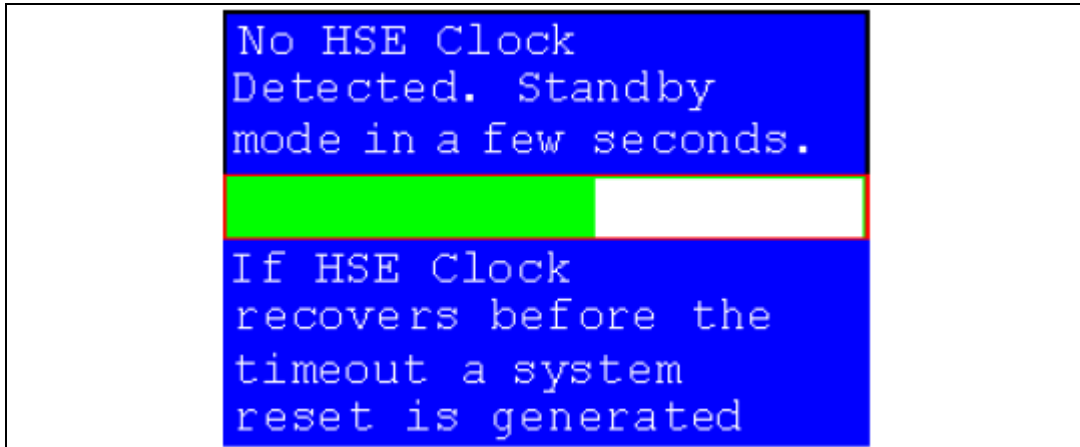 No HSE Clock
Detected. Standby
mode in a few seconds.
If HSE Clock
recovers before the
timeout a system
reset is generated